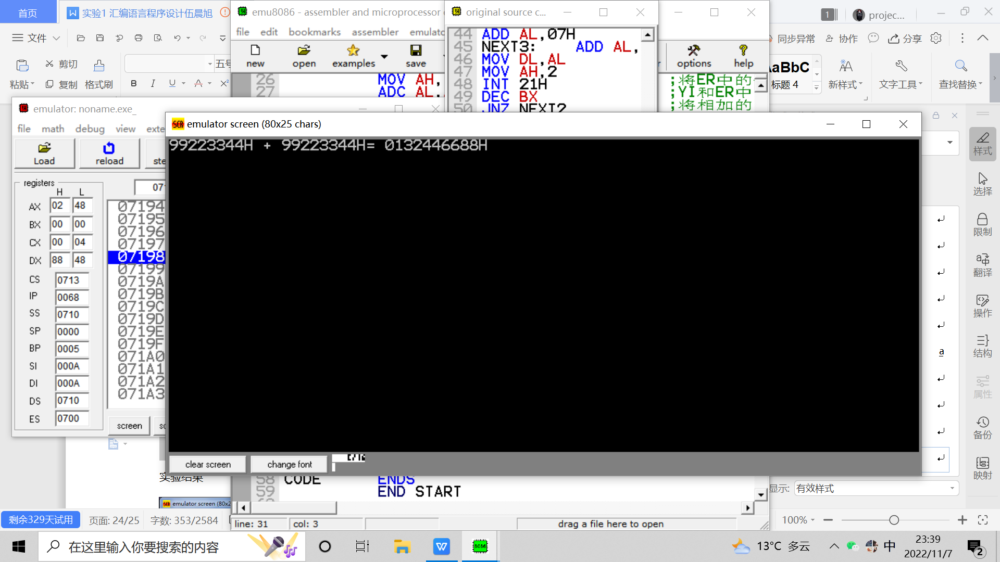 首页
实验1 汇编语言程序设计伍晨旭
emu8086 - assembler and microprocessor
original source c...
1
projec...
文件
file edit bookmarks assembler emulato
同步异常
协作
分享
粘贴
剪切
复制
格式刷
五号
B I U A X²
new open examples save
options help
AaBbC
标题 4
新样式
文字工具
查找替换
44 ADD AL,07H
45 NEXT3: ADD AL,
46 MOV DL,AL
47 MOV AH,2
48 INT 21H
49 DEC BX
50 JNZ NEXT2
26 MOV AH,
27 ADC AL,
;将ER中的
;YI和ER中
;将相加的
emulator: noname.exe_
file math debug view exte
Load reload ste
registers
H L
AX 02 48
BX 00 00
CX 00 04
DX 88 48
CS 0713
IP 0068
SS 0710
SP 0000
BP 0005
SI 000A
DI 000A
DS 0710
ES 0700
071
07194
07195
07196
07197
07198
07199
0719A
0719B
0719C
0719D
0719E
0719F
071A0
071A1
071A2
071A3
screen sc
emulator screen (80x25 chars)
99223344H + 99223344H= 0132446688H
clear screen change font
58 CODE ENDS
59 END START
line: 31 col: 3 drag a file here to open
实验结果
emulator screen (80x2
样式
选择
限制
翻译
操作
结构
属性
备份
映射
a
显示: 有效样式
剩余329天试用
页面: 24/25
字数: 353/2584
100%
在这里输入你要搜索的内容
8086
13°C 多云
中
23:39
2022/11/7
2